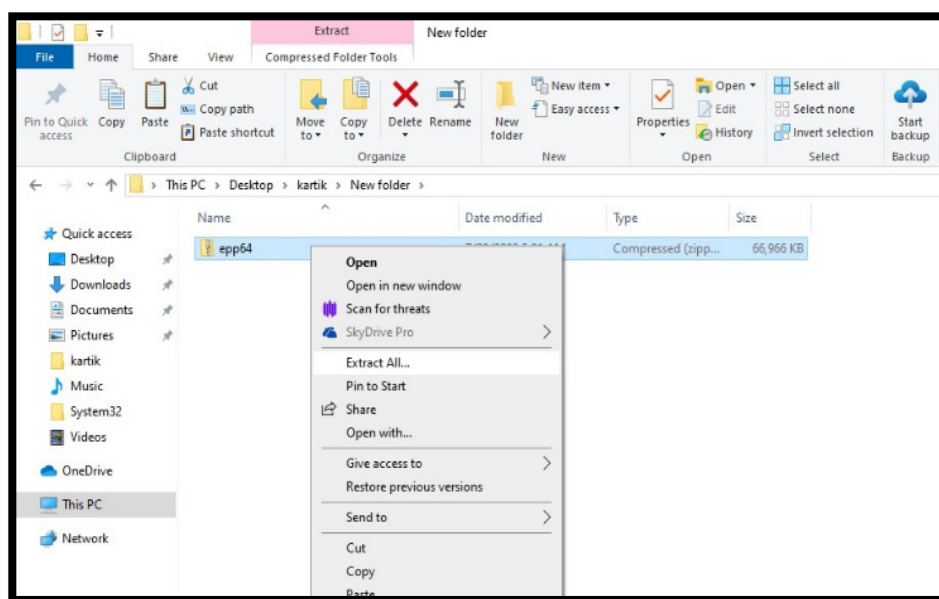 Extract
New folder
File
Home
Share
View
Compressed Folder Tools
Pin to Quick access
Copy
Paste
Cut
Copy path
Paste shortcut
Clipboard
Move to
Copy to
Delete
Rename
Organize
New folder
New item
Easy access
New
Properties
Open
Edit
History
Open
Select all
Select none
Invert selection
Select
Start backup
Backup
This PC > Desktop > kartik > New folder >
Name
Date modified
Type
Size
epp64
Compressed (zipp...
66,966 KB
Quick access
Desktop
Downloads
Documents
Pictures
kartik
Music
System32
Videos
OneDrive
This PC
Network
Open
Open in new window
Scan for threats
SkyDrive Pro
Extract All...
Pin to Start
Share
Open with...
Give access to
Restore previous versions
Send to
Cut
Copy
Paste